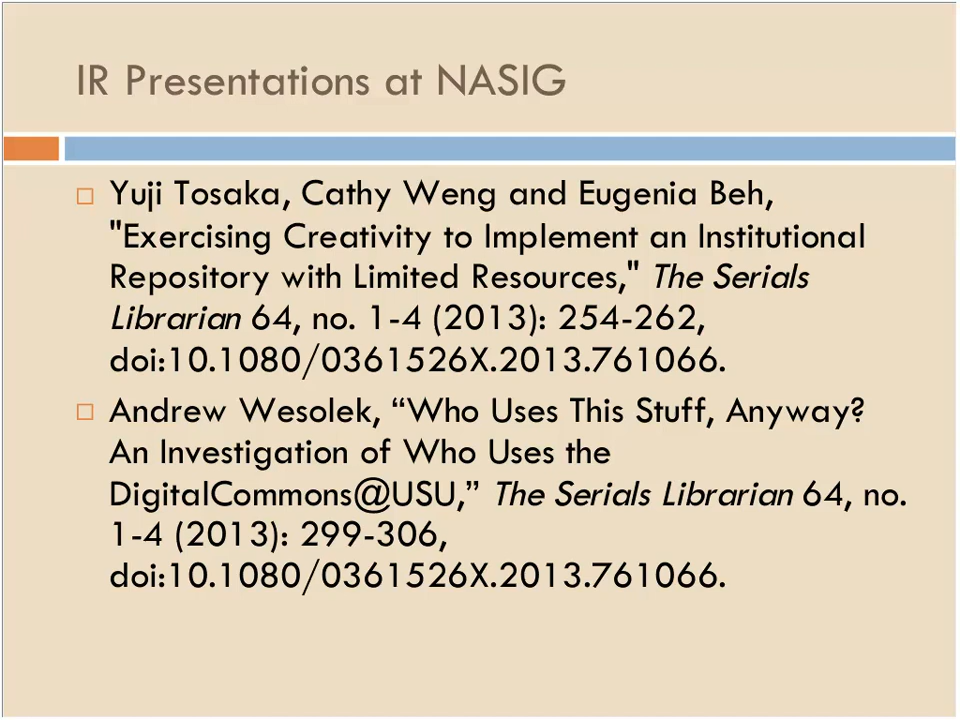 IR Presentations at NASIG
Yuji Tosaka, Cathy Weng and Eugenia Beh,
"Exercising Creativity to Implement an Institutional
Repository with Limited Resources," The Serials
Librarian 64, no. 1-4 (2013): 254-262,
doi:10.1080/0361526X.2013.761066.
Andrew Wesolek, “Who Uses This Stuff, Anyway?
An Investigation of Who Uses the
DigitalCommons@USU,” The Serials Librarian 64, no.
1-4 (2013): 299-306,
doi:10.1080/0361526X.2013.761066.